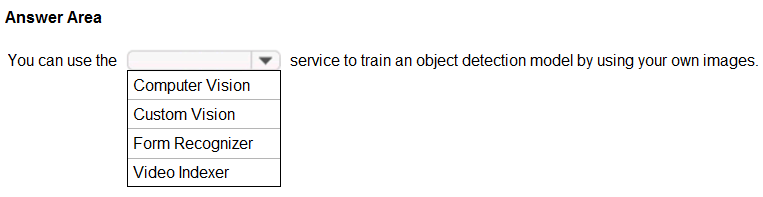 Answer Area
You can use the service to train an object detection model by using your own images.
Computer Vision
Custom Vision
Form Recognizer
Video Indexer